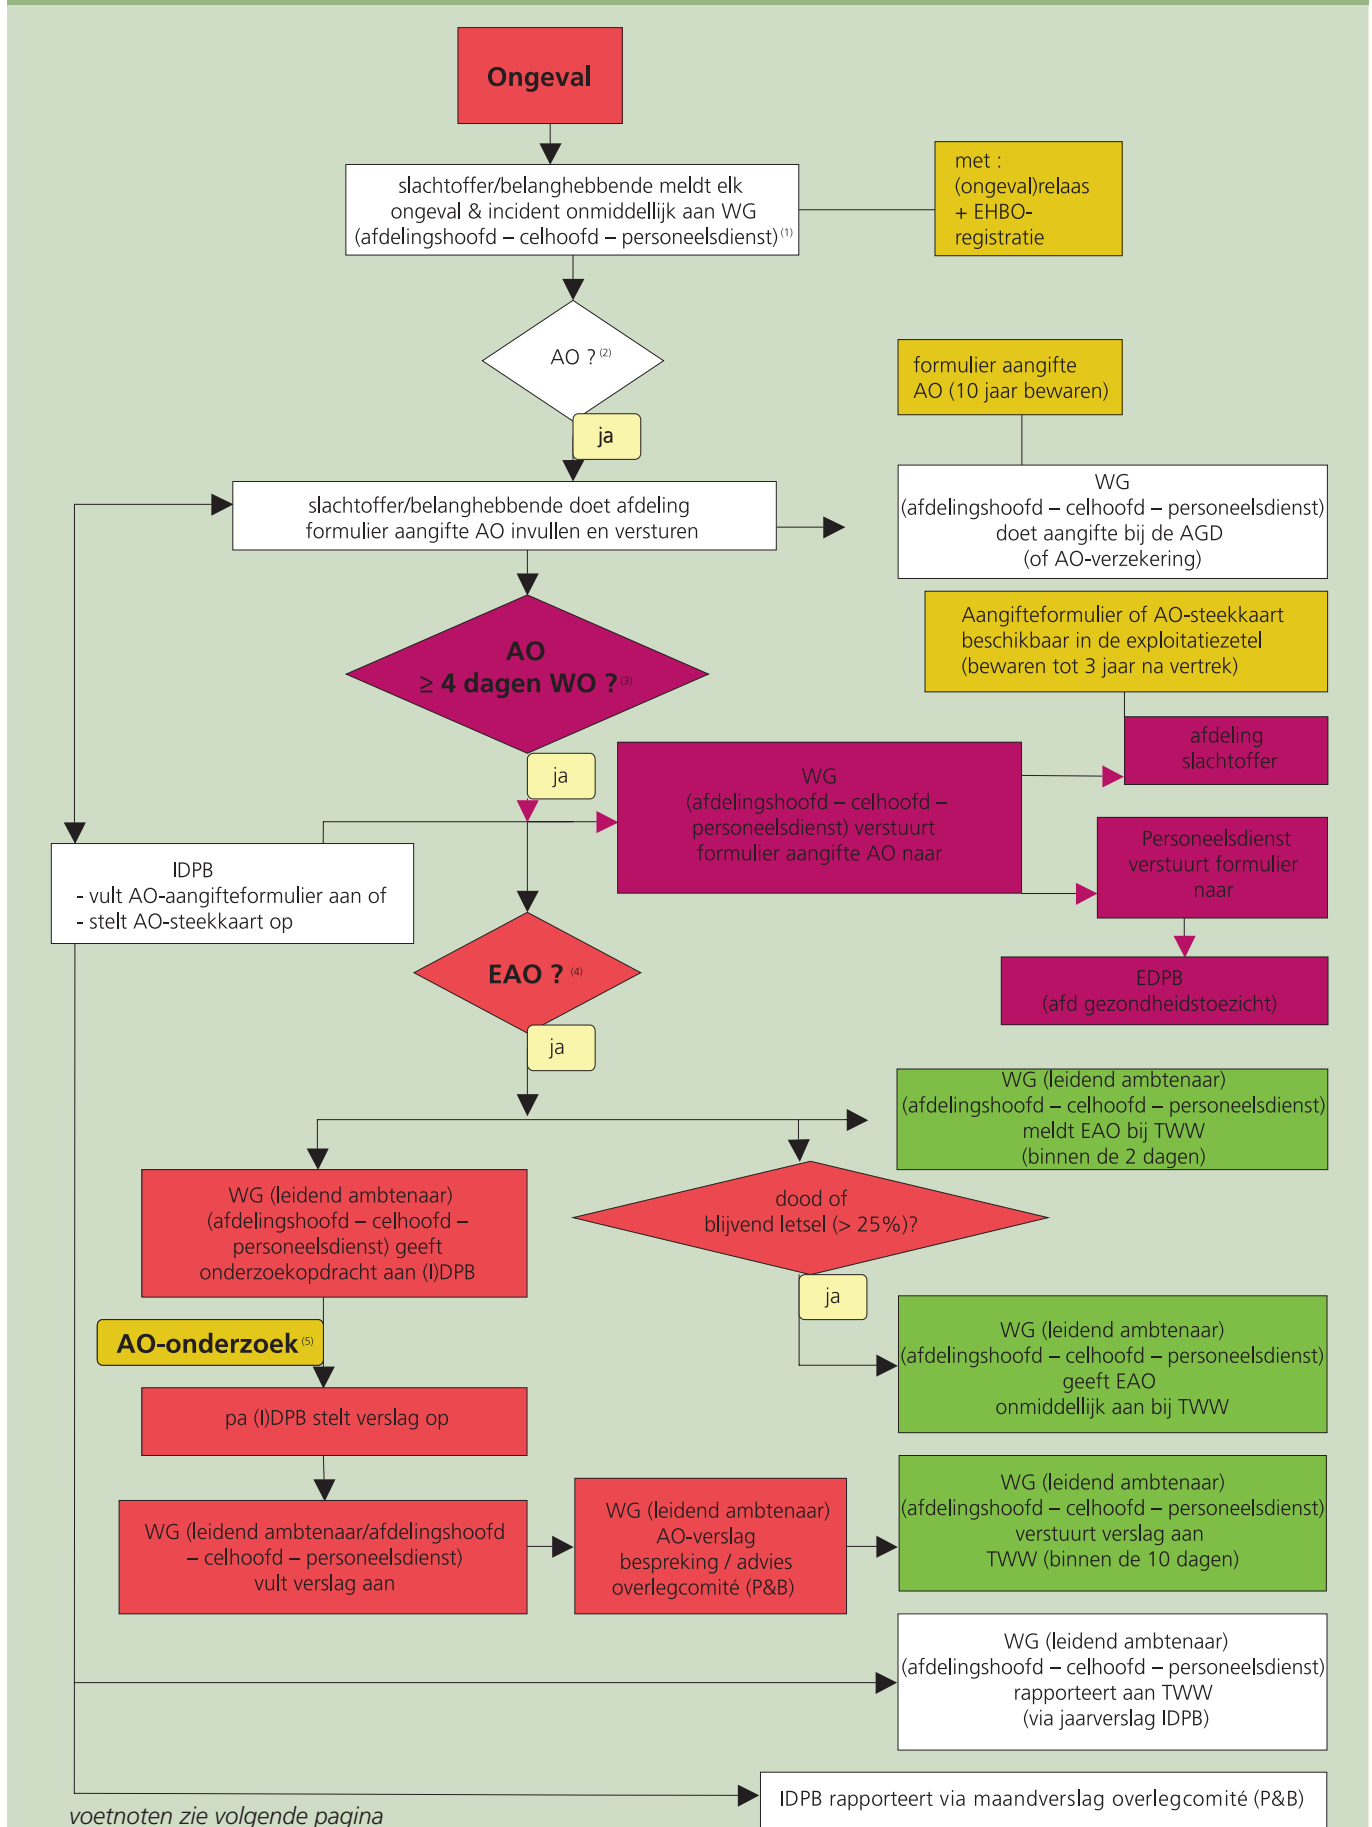 Ongeval
slachtoffer/belanghebbende meldt elk
ongeval & incident onmiddellijk aan WG
(afdelingshoofd – celhoofd – personeelsdienst) (1)
met :
(ongeval)relaas
+ EHBO-
registratie
AO ? (2)
ja
formulier aangifte
AO (10 jaar bewaren)
slachtoffer/belanghebbende doet afdeling
formulier aangifte AO invullen en versturen
WG
(afdelingshoofd – celhoofd – personeelsdienst)
doet aangifte bij de AGD
(of AO-verzekering)
AO
≥ 4 dagen WO ? (3)
ja
Aangifteformulier of AO-steekkaart
beschikbaar in de exploitatiezetel
(bewaren tot 3 jaar na vertrek)
afdeling
slachtoffer
WG
(afdelingshoofd – celhoofd –
personeelsdienst) verstuurt
formulier aangifte AO naar
Personeelsdienst
verstuurt formulier
naar
EDPB
(afd gezondheidstoezicht)
IDPB
- vult AO-aangifteformulier aan of
- stelt AO-steekkaart op
EAO ? (4)
ja
WG (leidend ambtenaar)
(afdelingshoofd – celhoofd – personeelsdienst)
meldt EAO bij TWW
(binnen de 2 dagen)
WG (leidend ambtenaar)
(afdelingshoofd – celhoofd –
personeelsdienst) geeft
onderzoekopdracht aan (I)DPB
dood of
blijvend letsel (> 25%)?
ja
AO-onderzoek (5)
WG (leidend ambtenaar)
(afdelingshoofd – celhoofd – personeelsdienst)
geeft EAO
onmiddellijk aan bij TWW
pa (I)DPB stelt verslag op
WG (leidend ambtenaar/afdelingshoofd
– celhoofd – personeelsdienst)
vult verslag aan
WG (leidend ambtenaar)
AO-verslag
bespreking / advies
overlegcomité (P&B)
WG (leidend ambtenaar)
(afdelingshoofd – celhoofd – personeelsdienst)
verstuurt verslag aan
TWW (binnen de 10 dagen)
WG (leidend ambtenaar)
(afdelingshoofd – celhoofd – personeelsdienst)
rapporteert aan TWW
(via jaarverslag IDPB)
IDPB rapporteert via maandverslag overlegcomité (P&B)
voetnoten zie volgende pagina